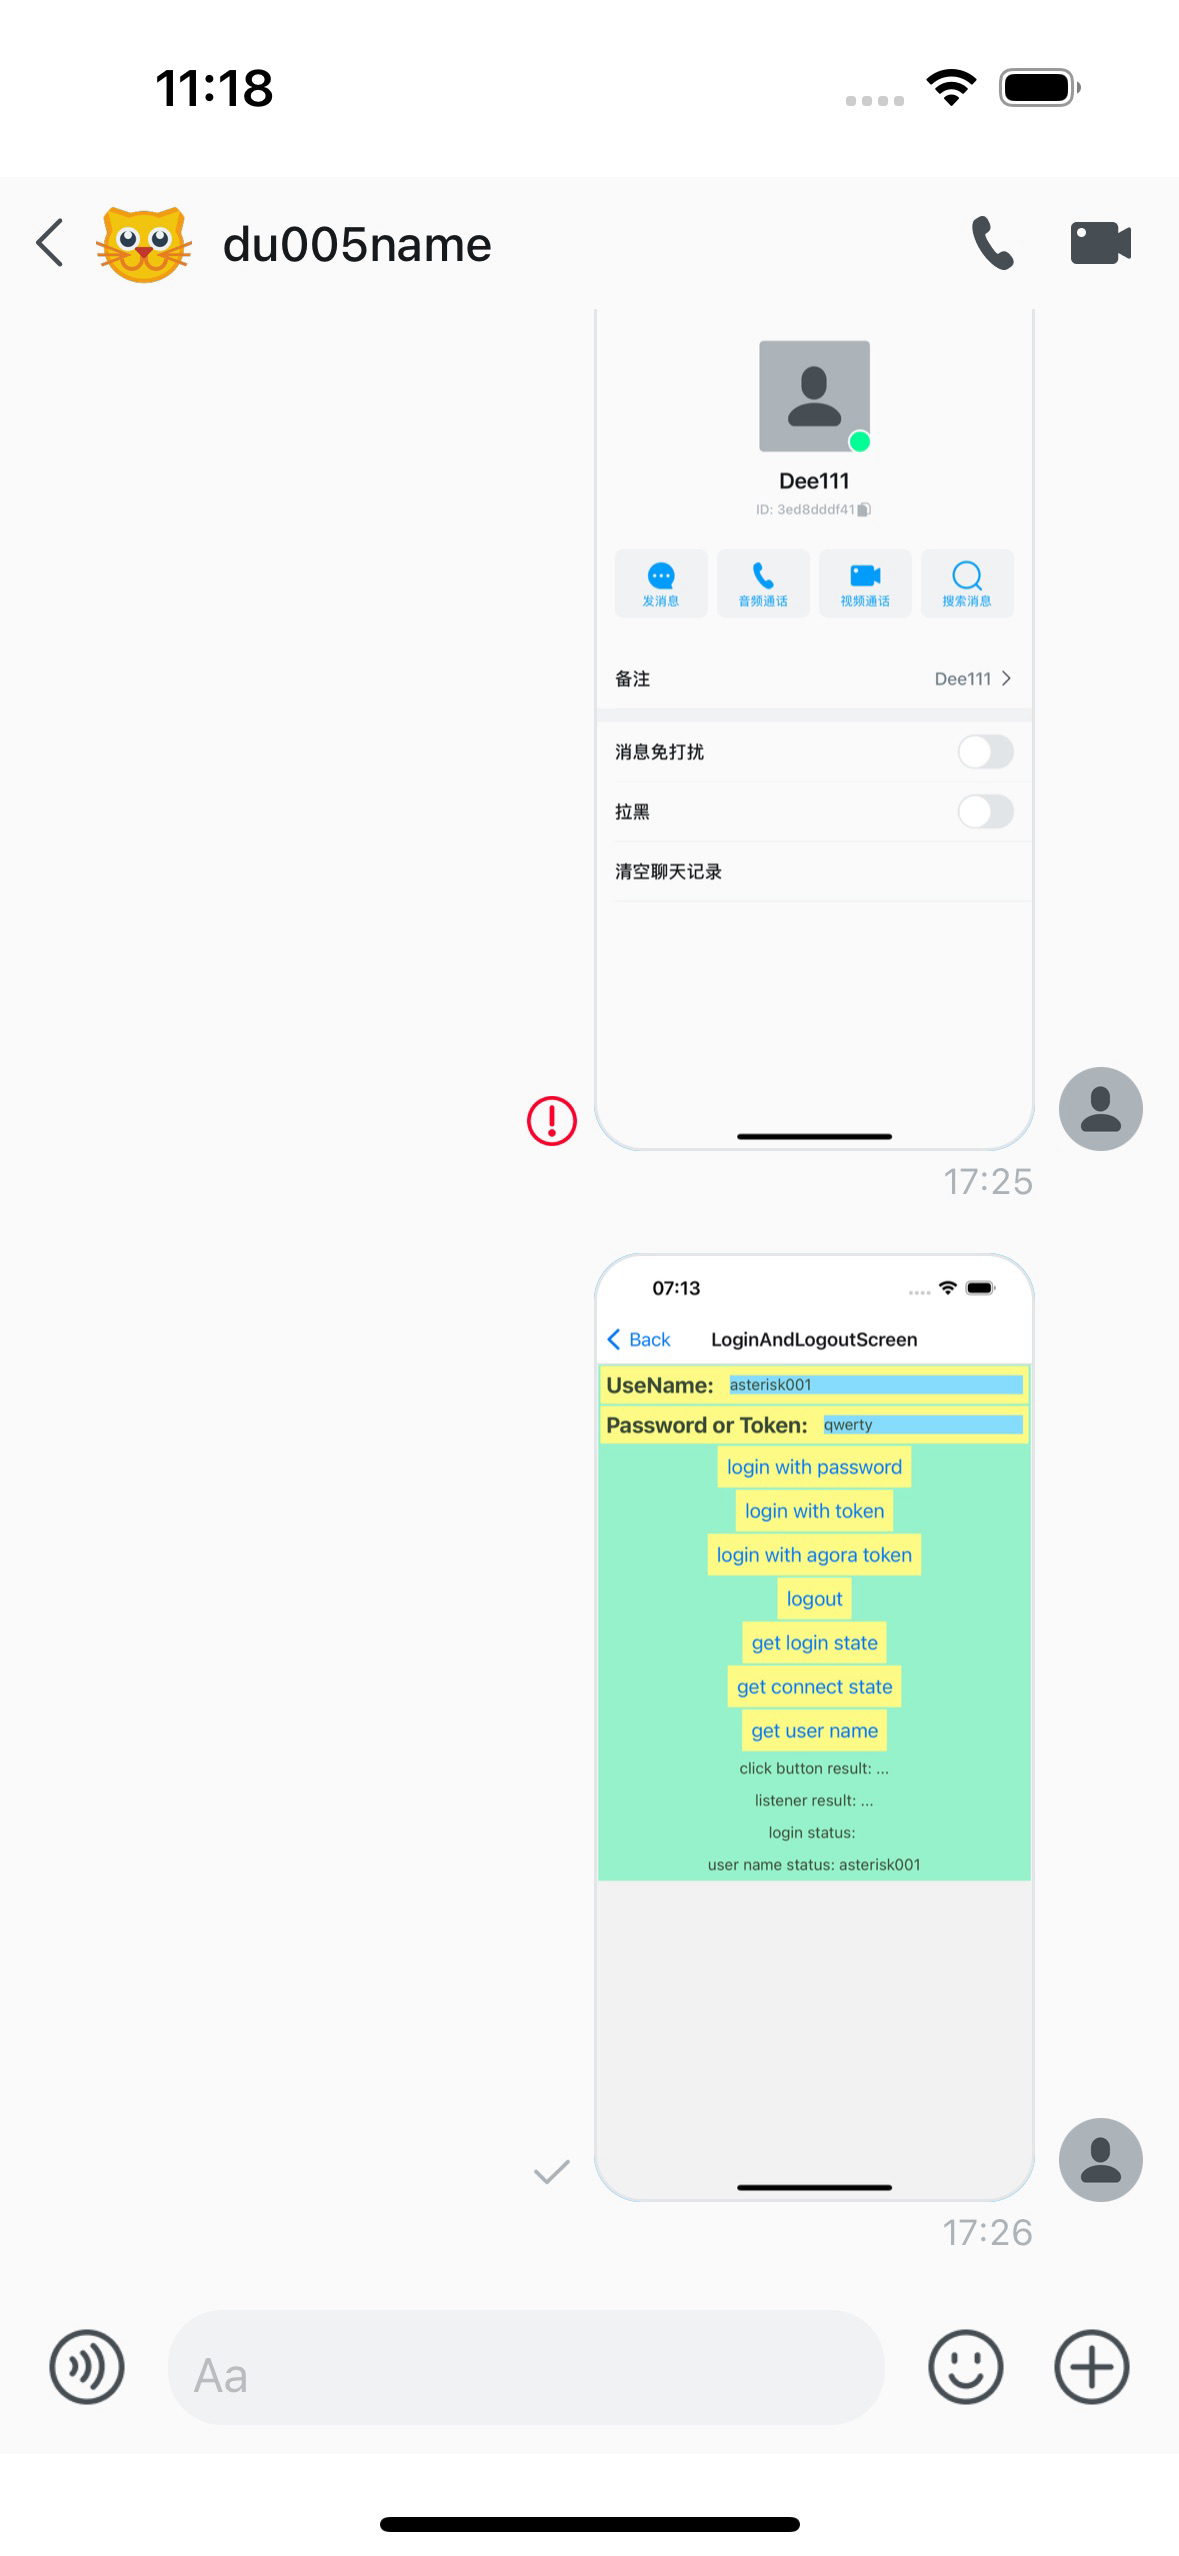 11:18
du005name
Dee111
ID: 3ed8dddf41
发消息 音频通话 视频通话 搜索消息
备注 Dee111
消息免打扰
拉黑
清空聊天记录
17:25
07:13
Back LoginAndLogoutScreen
UseName: asterisk001
Password or Token: qwerty
login with password
login with token
login with agora token
logout
get login state
get connect state
get user name
click button result: ...
listener result: ...
login status:
user name status: asterisk001
17:26
Aa